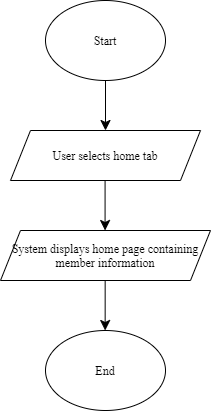 Start
User selects home tab
System displays home page containing
member information
End